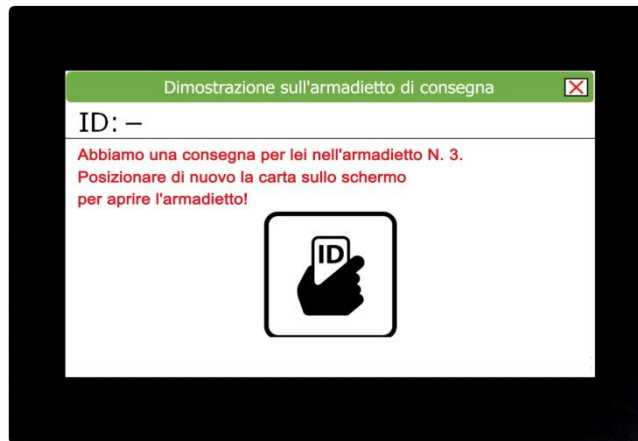 Dimostrazione sull'armadietto di consegna
ID: –
Abbiamo una consegna per lei nell'armadietto N. 3.
Posizionare di nuovo la carta sullo schermo
per aprire l'armadietto!
ID